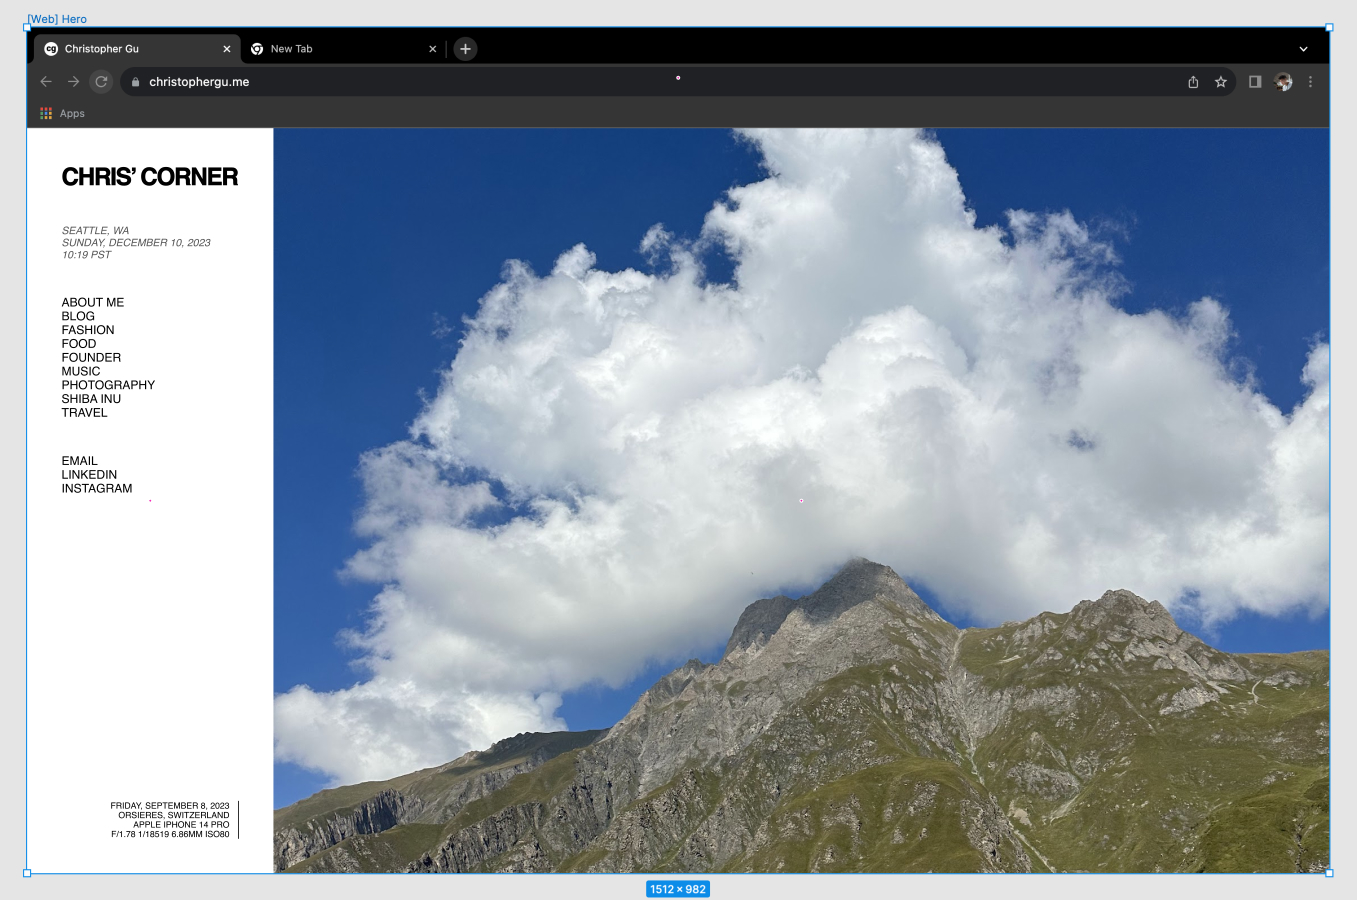 [Web] Hero
cg Christopher Gu
New Tab
christophergu.me
Apps
CHRIS’ CORNER
SEATTLE, WA
SUNDAY, DECEMBER 10, 2023
10:19 PST
ABOUT ME
BLOG
FASHION
FOOD
FOUNDER
MUSIC
PHOTOGRAPHY
SHIBA INU
TRAVEL
EMAIL
LINKEDIN
INSTAGRAM
FRIDAY, SEPTEMBER 8, 2023
ORSIERES, SWITZERLAND
APPLE IPHONE 14 PRO
F/1.78 1/18519 6.86MM ISO80
1512 × 982